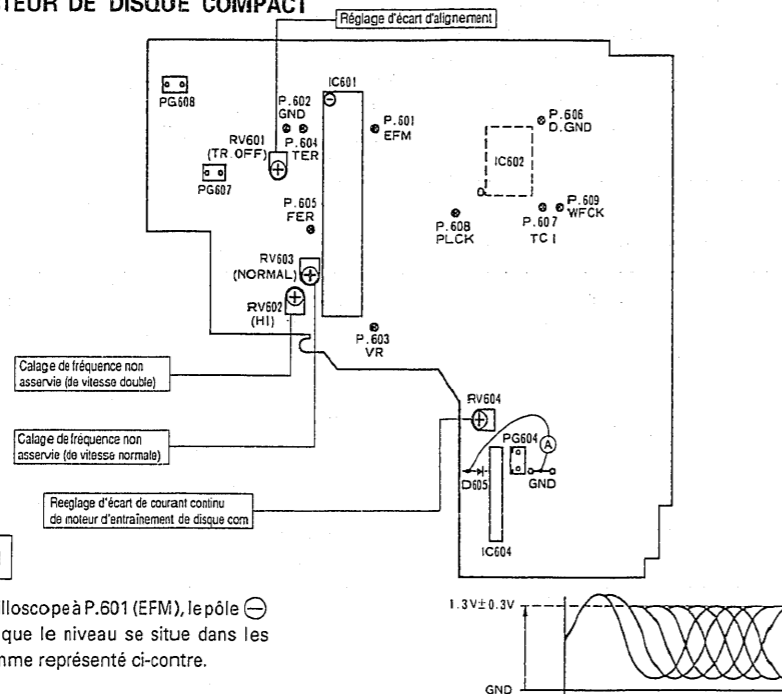 TEUR DE DISQUE COMPACT
Réglage d'écart d'alignement
PG608
IC601
P.602
GND
P.604
TER
P.601
EFM
RV601
(TR.OFF)
PG607
P.605
FER
RV603
(NORMAL)
RV602
(HI)
P.603
VR
P.606
D.GND
IC602
P.609
WFCK
P.608
PLCK
P.607
TC I
Calage de fréquence non
asservie (de vitesse double)
Calage de fréquence non
asservie (de vitesse normale)
Reeglage d'écart de courant continu
de moteur d'entraînement de disque com
RV604
PG604
A
D605
GND
IC604
lloscope à P.601 (EFM), le pôle ⊖
que le niveau se situe dans les
mme représenté ci-contre.
1.3V±0.3V
GND